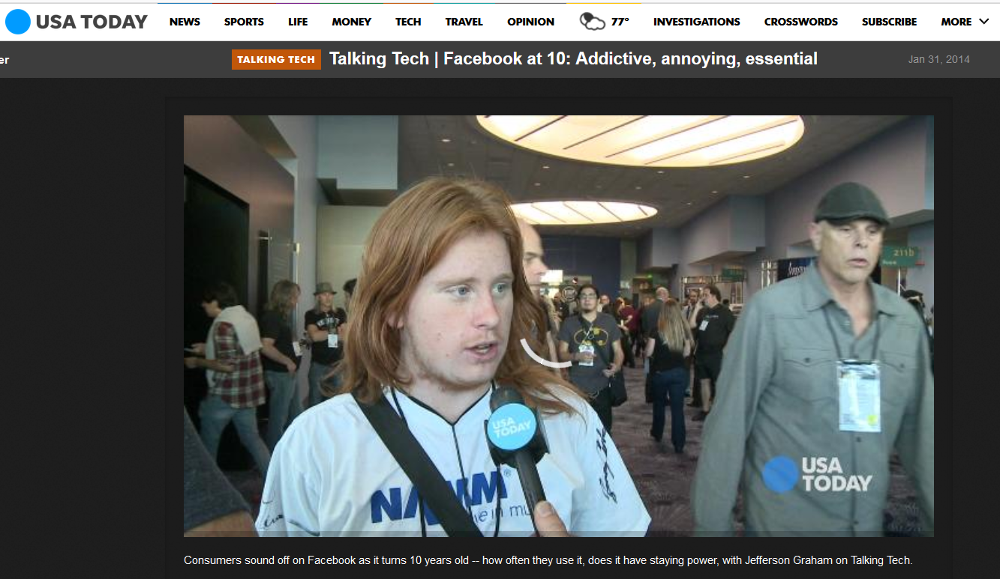 USA TODAY
NEWS SPORTS LIFE MONEY TECH TRAVEL OPINION 77° INVESTIGATIONS CROSSWORDS SUBSCRIBE MORE
er
TALKING TECH Talking Tech | Facebook at 10: Addictive, annoying, essential Jan 31, 2014
211b
USA
TODAY
NAMM®
USA
TODAY
Consumers sound off on Facebook as it turns 10 years old -- how often they use it, does it have staying power, with Jefferson Graham on Talking Tech.